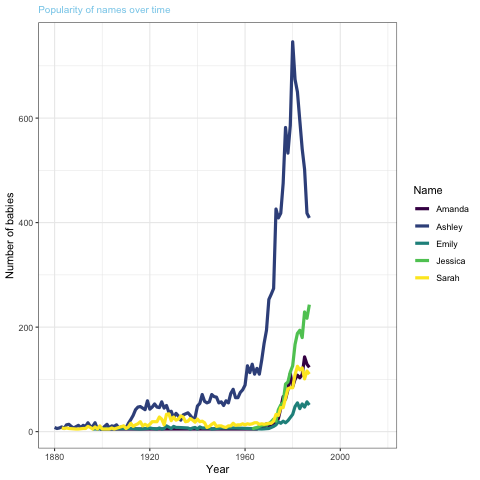 Popularity of names over time
Number of babies
600
400
200
0
1880
1920
1960
2000
Year
Name
Amanda
Ashley
Emily
Jessica
Sarah